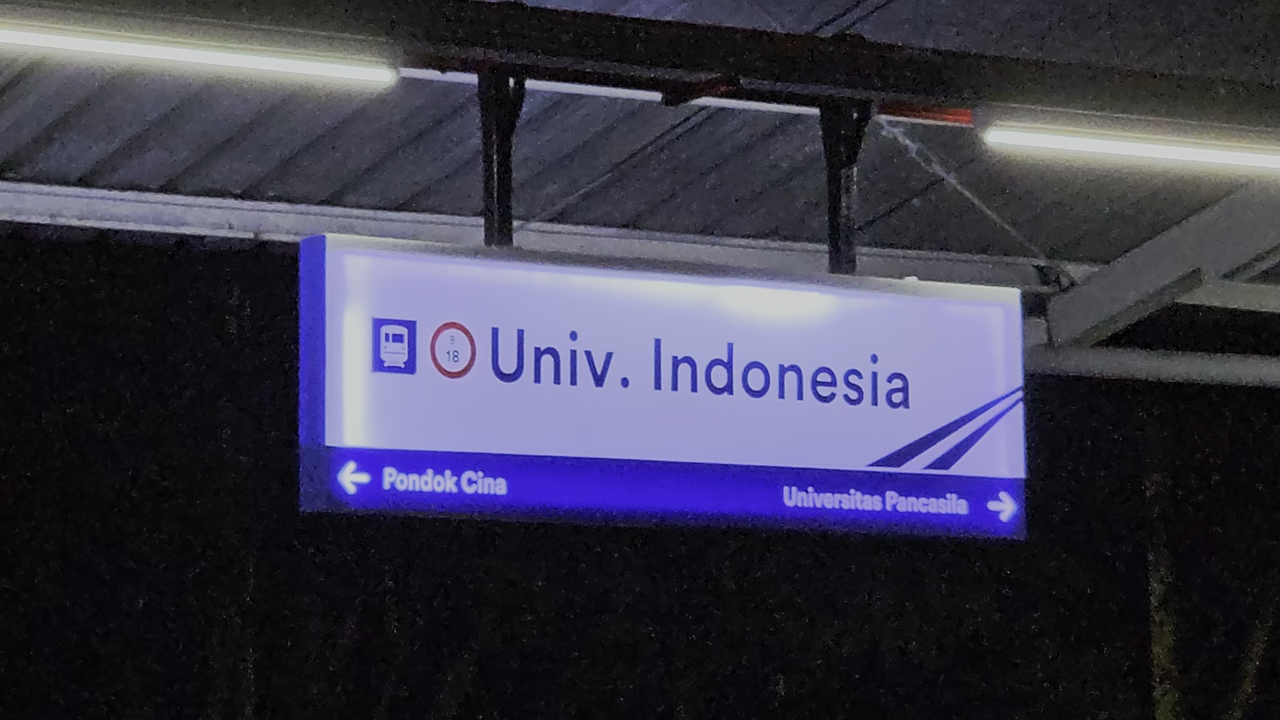 B
18
Univ. Indonesia
← Pondok Cina
Universitas Pancasila →